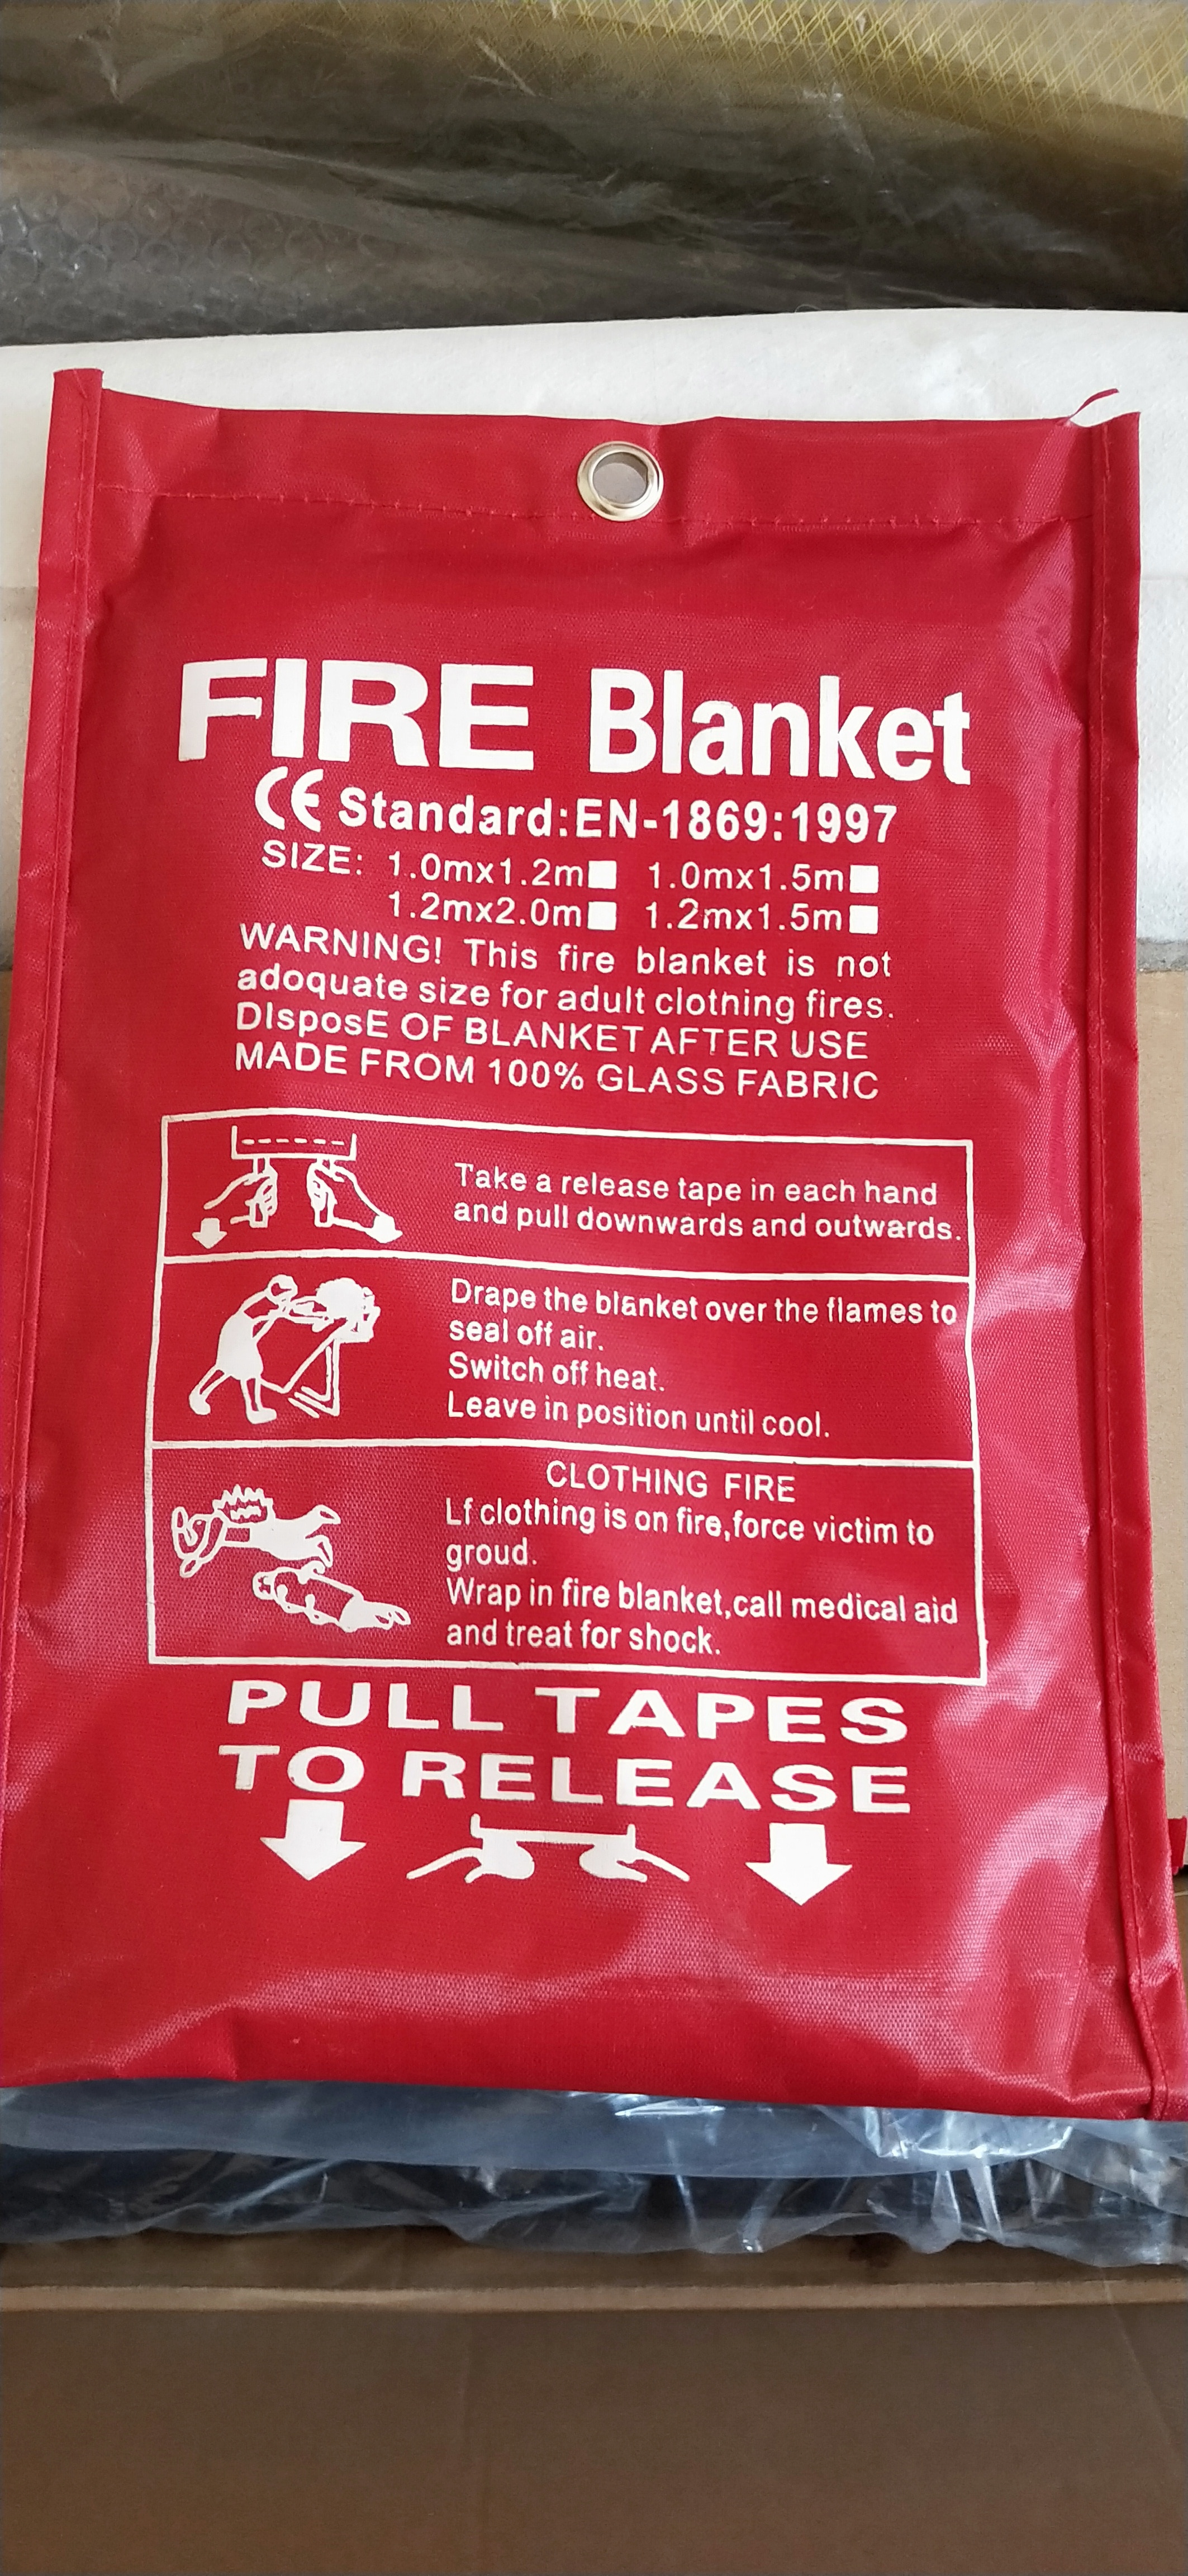 FIRE Blanket
CE Standard:EN-1869:1997
SIZE: 1.0mx1.2m■ 1.0mx1.5m■
1.2mx2.0m■ 1.2mx1.5m■
WARNING! This fire blanket is not
adoquate size for adult clothing fires.
DIsposE OF BLANKET AFTER USE
MADE FROM 100% GLASS FABRIC
Take a release tape in each hand
and pull downwards and outwards.
Drape the blanket over the flames to
seal off air.
Switch off heat.
Leave in position until cool.
CLOTHING FIRE
Lf clothing is on fire,force victim to
groud.
Wrap in fire blanket,call medical aid
and treat for shock.
PULL TAPES
TO RELEASE